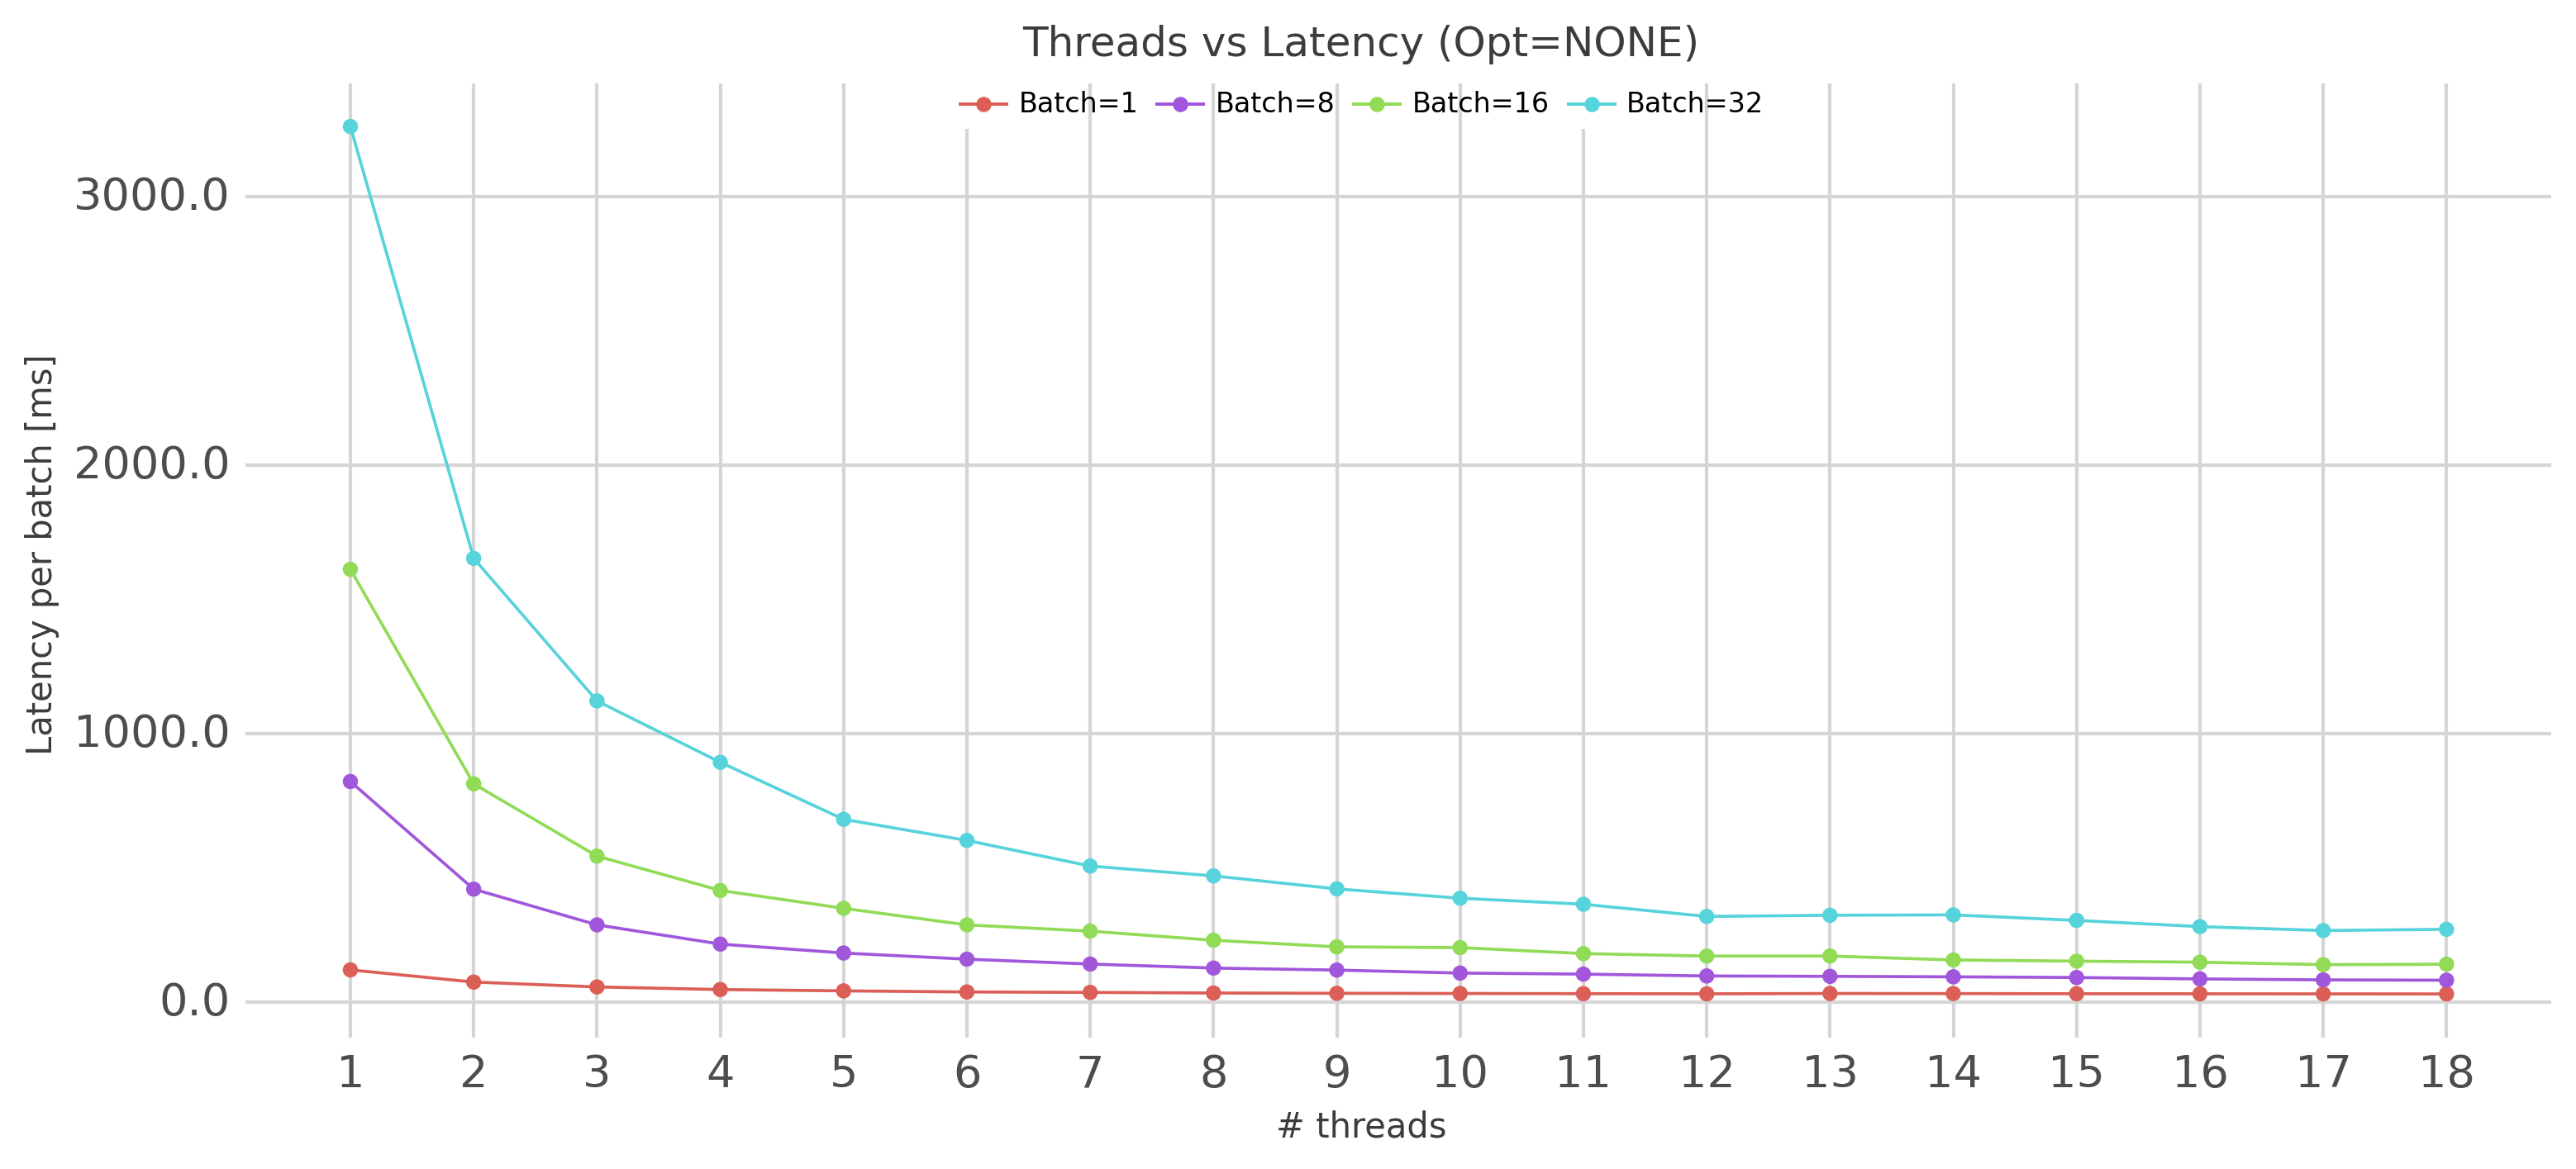 Threads vs Latency (Opt=NONE)
Batch=1 Batch=8 Batch=16 Batch=32
Latency per batch [ms]
3000.0
2000.0
1000.0
0.0
1 2 3 4 5 6 7 8 9 10 11 12 13 14 15 16 17 18
# threads